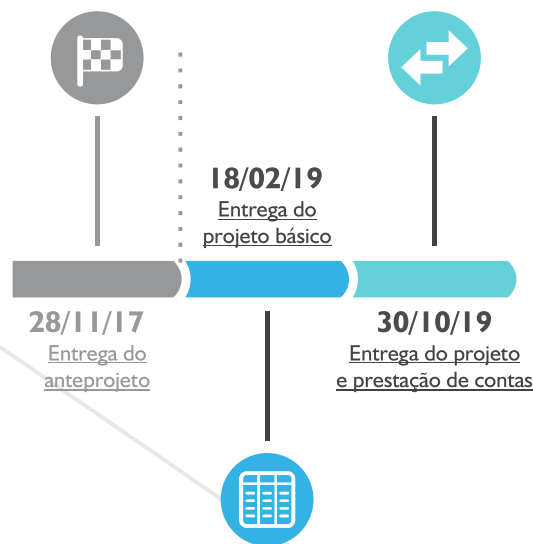 18/02/19
Entrega do
projeto básico
28/11/17
Entrega do
anteprojeto
30/10/19
Entrega do projeto
e prestação de contas